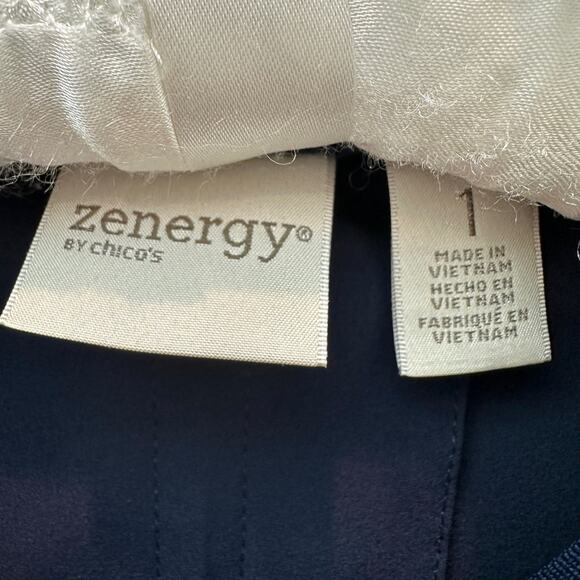 zenergy®
BY chico's
1
MADE IN
VIETNAM
HECHO EN
VIETNAM
FABRIQUÉ EN
VIETNAM